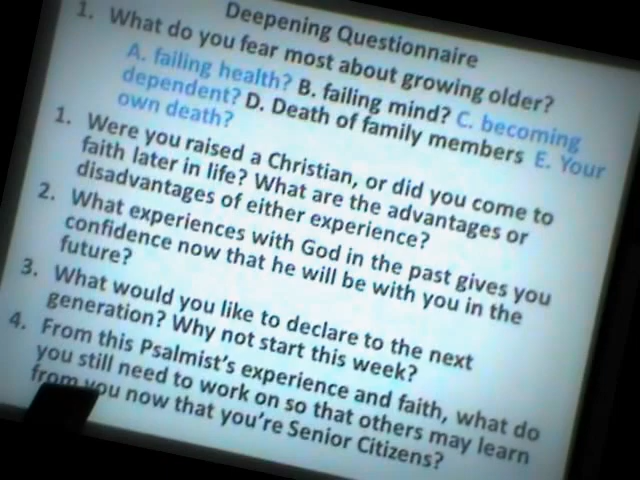 Deepening Questionnaire
1. What do you fear most about growing older?
A. failing health? B. failing mind? C. becoming
dependent? D. Death of family members E. Your
own death?
1. Were you raised a Christian, or did you come to
faith later in life? What are the advantages or
disadvantages of either experience?
2. What experiences with God in the past gives you
confidence now that he will be with you in the
future?
3. What would you like to declare to the next
generation? Why not start this week?
4. From this Psalmist's experience and faith, what do
you still need to work on so that others may learn
from you now that you're Senior Citizens?